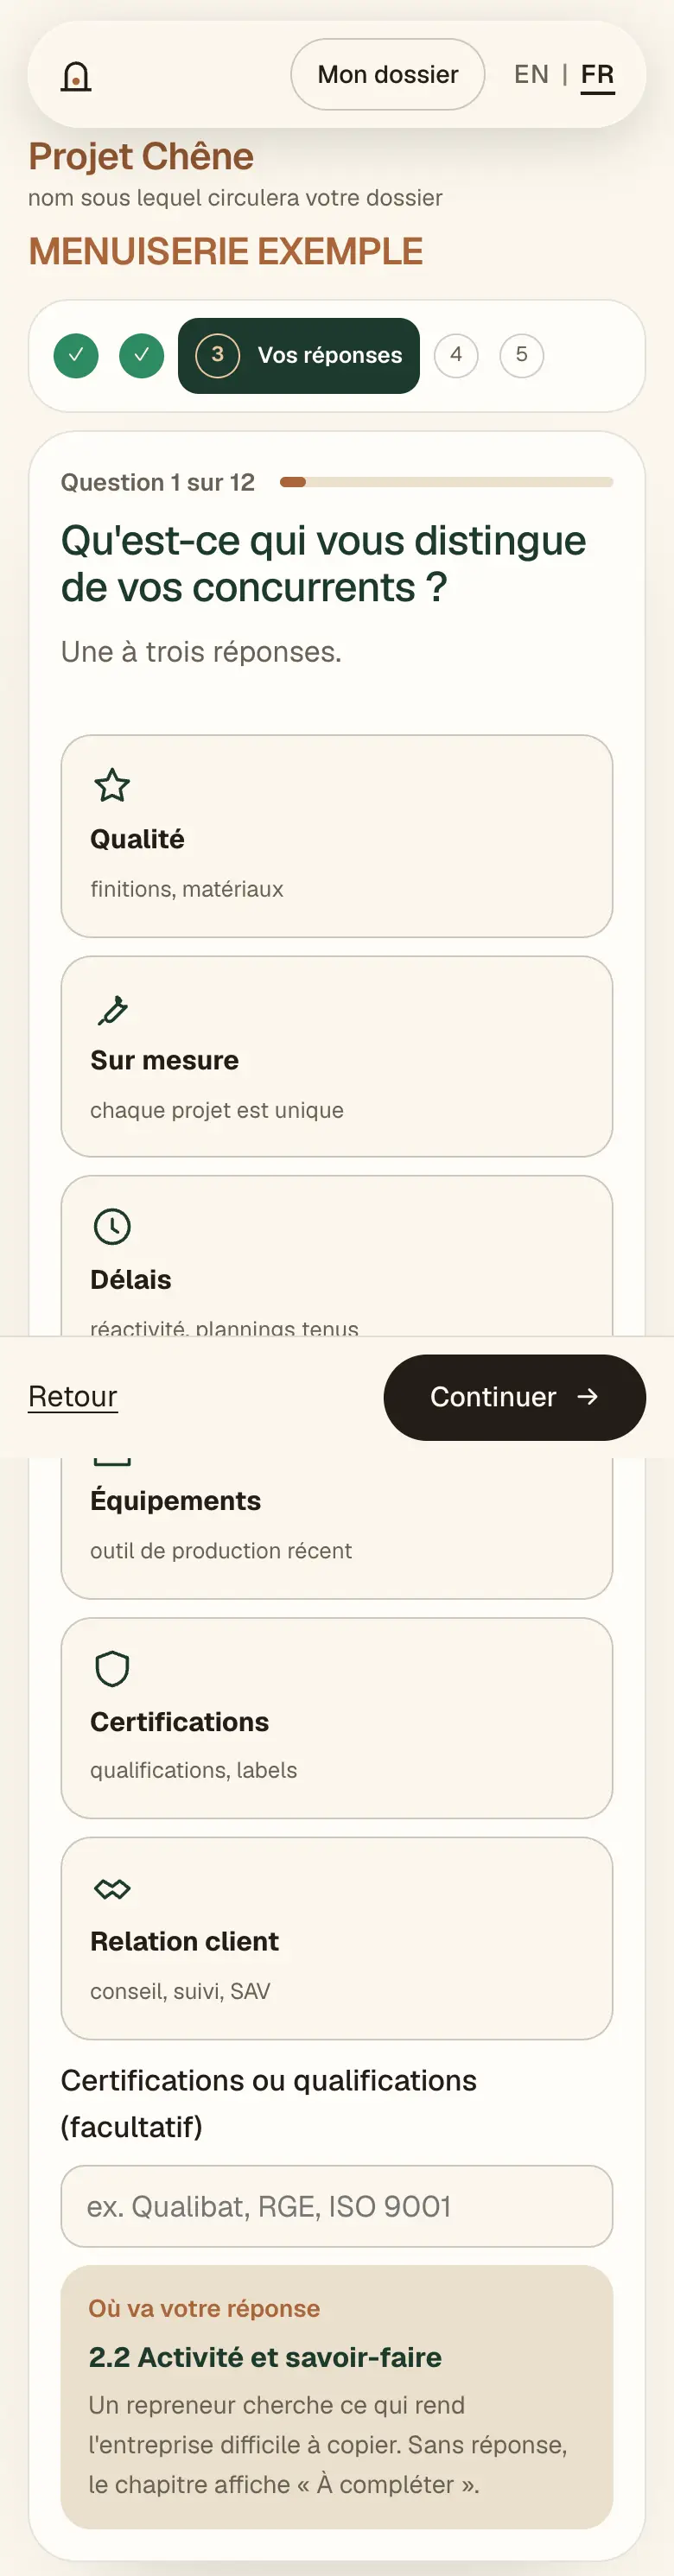 Mon dossier
EN | FR
Projet Chêne
nom sous lequel circulera votre dossier
MENUISERIE EXEMPLE
3 Vos réponses 4 5
Question 1 sur 12
Qu'est-ce qui vous distingue
de vos concurrents ?
Une à trois réponses.
Qualité
finitions, matériaux
Sur mesure
chaque projet est unique
Délais
réactivité, plannings tenus
Retour
Continuer →
Équipements
outil de production récent
Certifications
qualifications, labels
Relation client
conseil, suivi, SAV
Certifications ou qualifications
(facultatif)
ex. Qualibat, RGE, ISO 9001
Où va votre réponse
2.2 Activité et savoir-faire
Un repreneur cherche ce qui rend
l'entreprise difficile à copier. Sans réponse,
le chapitre affiche « À compléter ».